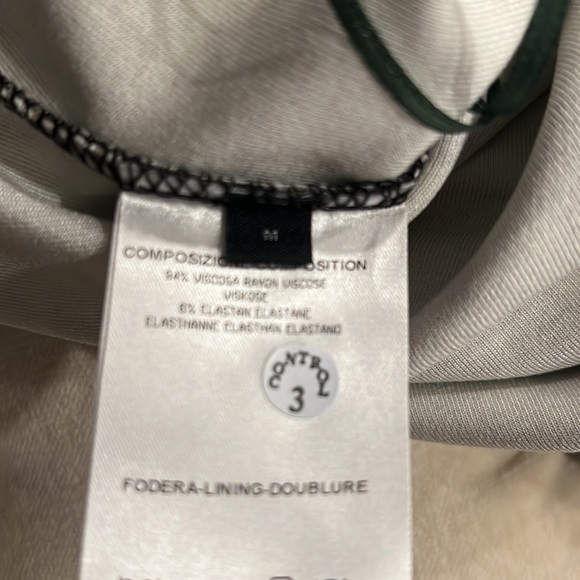 M
COMPOSIZIONE-COMPOSITION
94% VISCOSA RAYON VISCOSE
VISKOSE
6% ELASTAN ELASTANE
ELASTHANNE ELASTHAN ELASTANO
CONTROL
3
FODERA-LINING-DOUBLURE